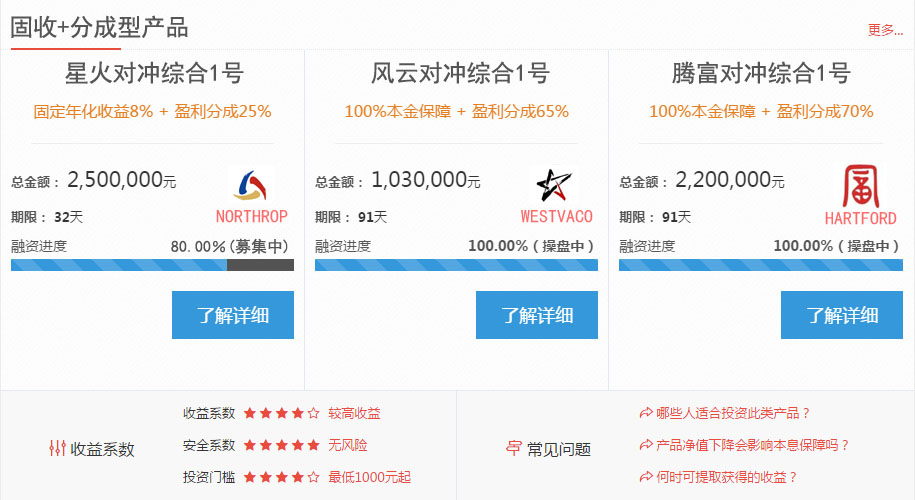 固收+分成型产品
更多...
星火对冲综合1号
固定年化收益8% + 盈利分成25%
总金额： 2,500,000元
NORTHROP
期限： 32天
融资进度 80.00%(募集中)
了解详细
风云对冲综合1号
100%本金保障 + 盈利分成65%
总金额： 1,030,000元
WESTVACO
期限： 91天
融资进度 100.00% ( 操盘中 )
了解详细
腾富对冲综合1号
100%本金保障 + 盈利分成70%
总金额： 2,200,000元
HARTFORD
期限： 91天
融资进度 100.00% ( 操盘中 )
了解详细
收益系数
收益系数 ★★★★☆ 较高收益
安全系数 ★★★★★ 无风险
投资门槛 ★★★★☆ 最低1000元起
常见问题
哪些人适合投资此类产品？
产品净值下降会影响本息保障吗？
何时可提取获得的收益？